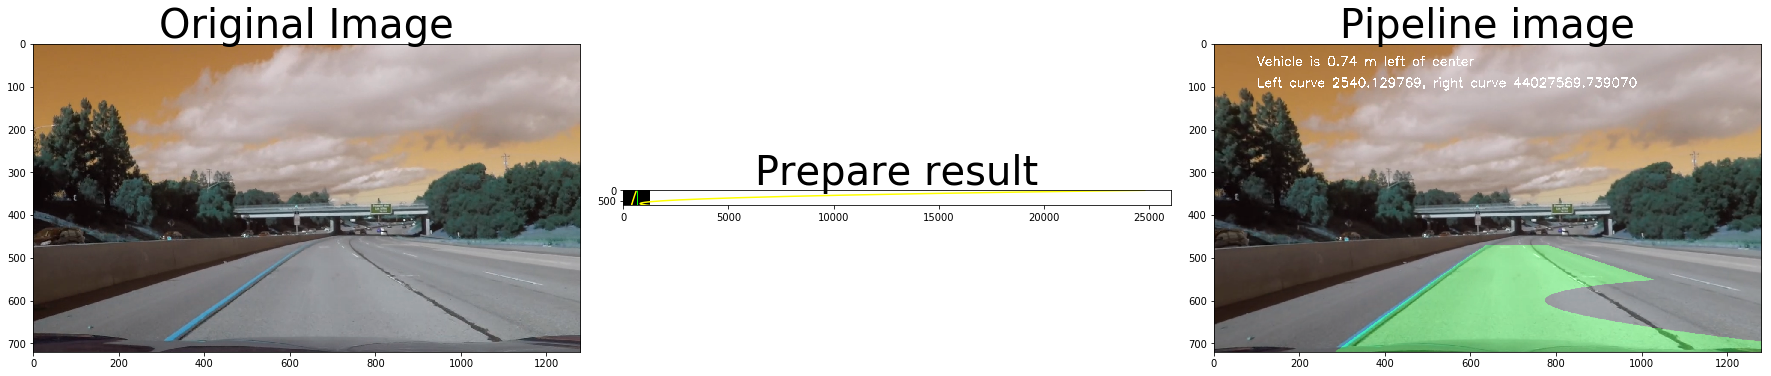 Original Image
0
100
200
300
400
500
600
700
0 200 400 600 800 1000 1200
Prepare result
0
500
0 5000 10000 15000 20000 25000
Pipeline image
Vehicle is 0.74 m left of center
Left curve 2540.129769, right curve 44027569.739070
0
100
200
300
400
500
600
700
0 200 400 600 800 1000 1200